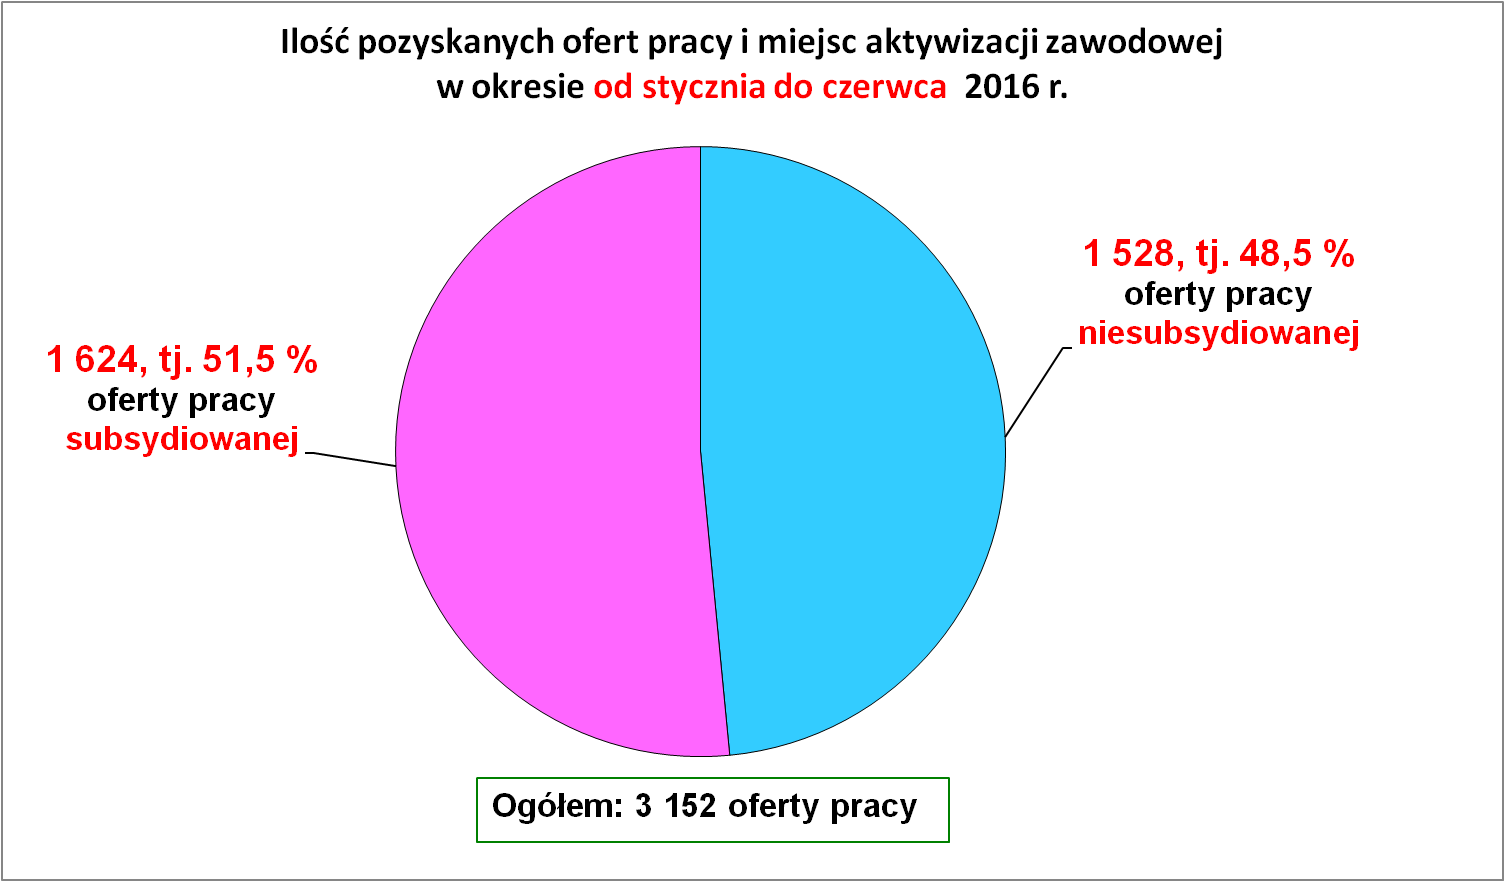 Ilość pozyskanych ofert pracy i miejsc aktywizacji zawodowej
w okresie od stycznia do czerwca 2016 r.
1 528, tj. 48,5 %
oferty pracy
niesubsydiowanej
1 624, tj. 51,5 %
oferty pracy
subsydiowanej
Ogółem: 3 152 oferty pracy